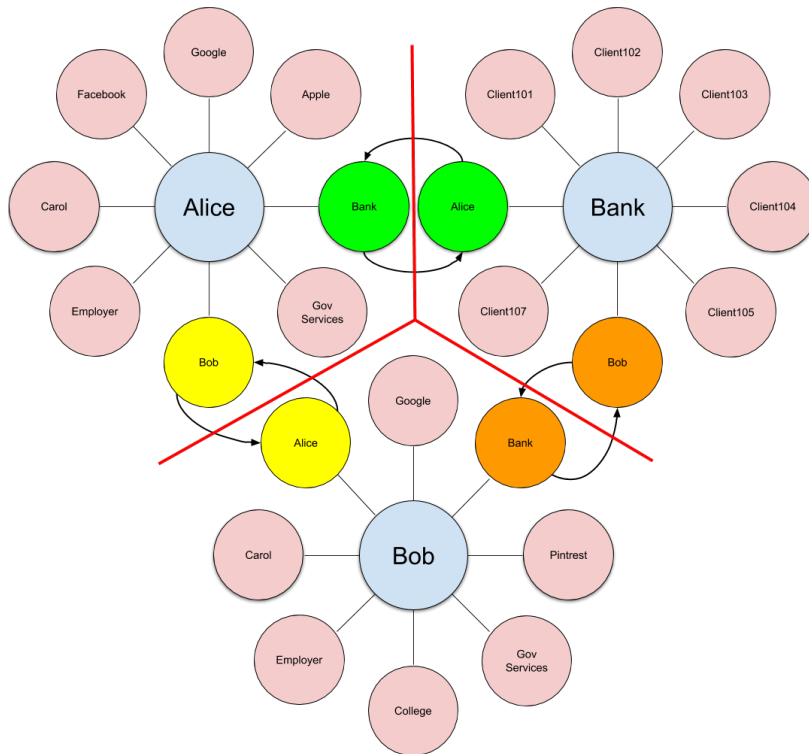 Google
Client102
Facebook
Apple
Client101
Client103
Carol
Alice
Bank
Alice
Bank
Client104
Employer
Gov
Services
Client107
Client105
Bob
Bob
Google
Alice
Bank
Carol
Bob
Pintrest
Employer
Gov
Services
College